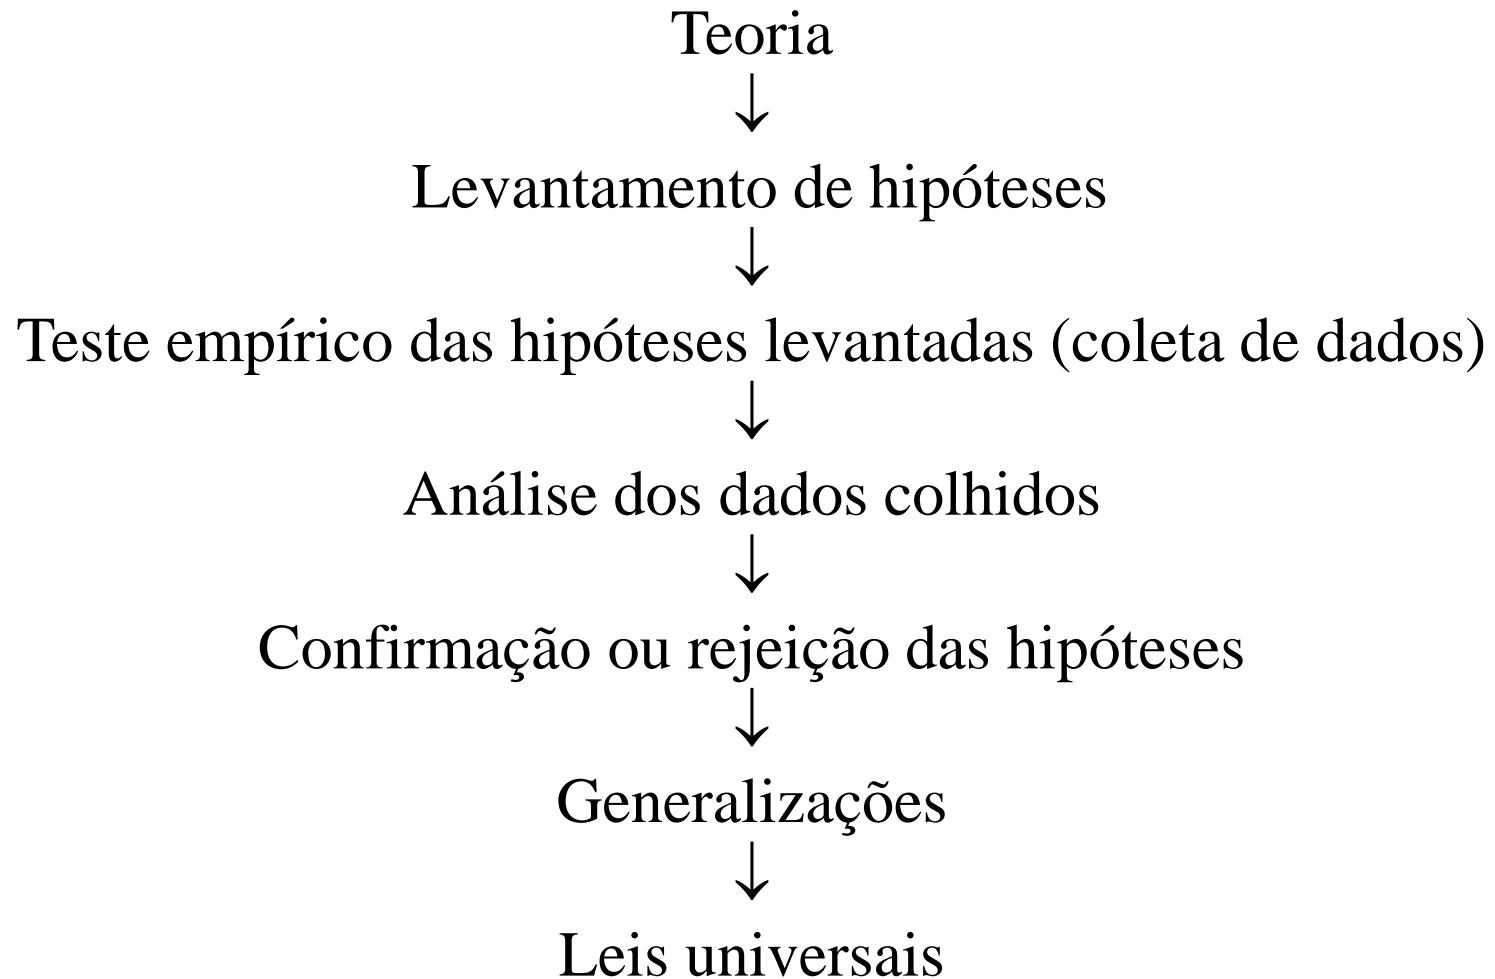 Teoria
↓
Levantamento de hipóteses
↓
Teste empírico das hipóteses levantadas (coleta de dados)
↓
Análise dos dados colhidos
↓
Confirmação ou rejeição das hipóteses
↓
Generalizações
↓
Leis universais